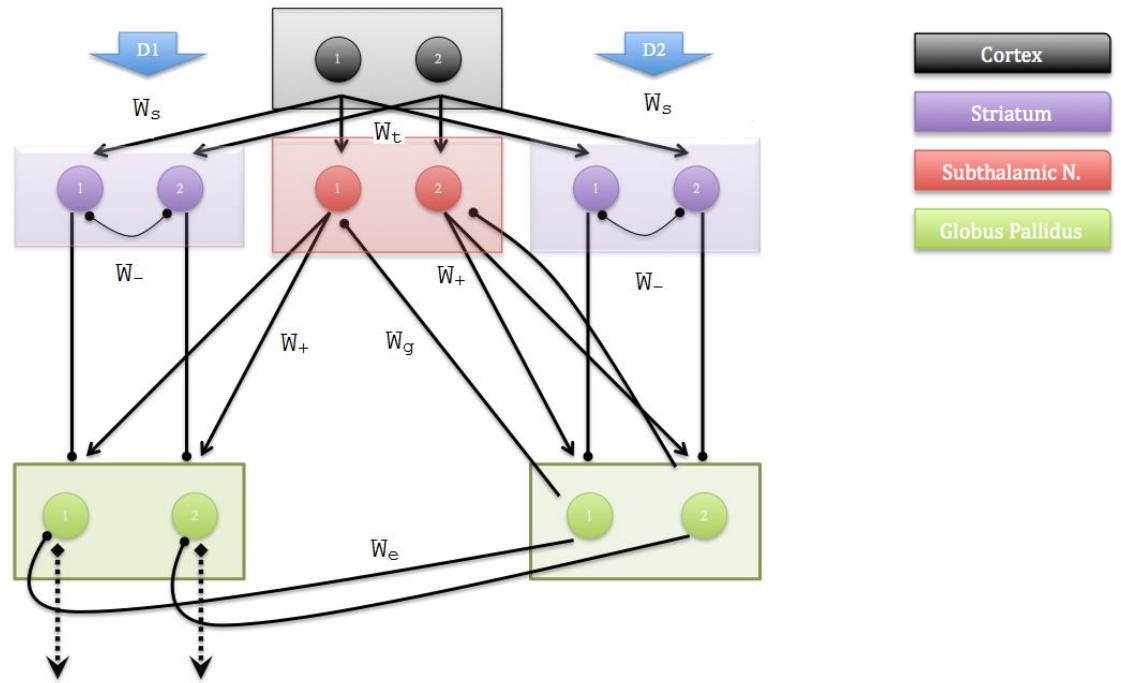 D1
D2
1
2
Cortex
W_s
W_s
W_t
Striatum
1
2
1
2
1
2
Subthalamic N.
Globus Pallidus
W_-
W_+
W_-
W_+
W_g
1
2
1
2
W_e